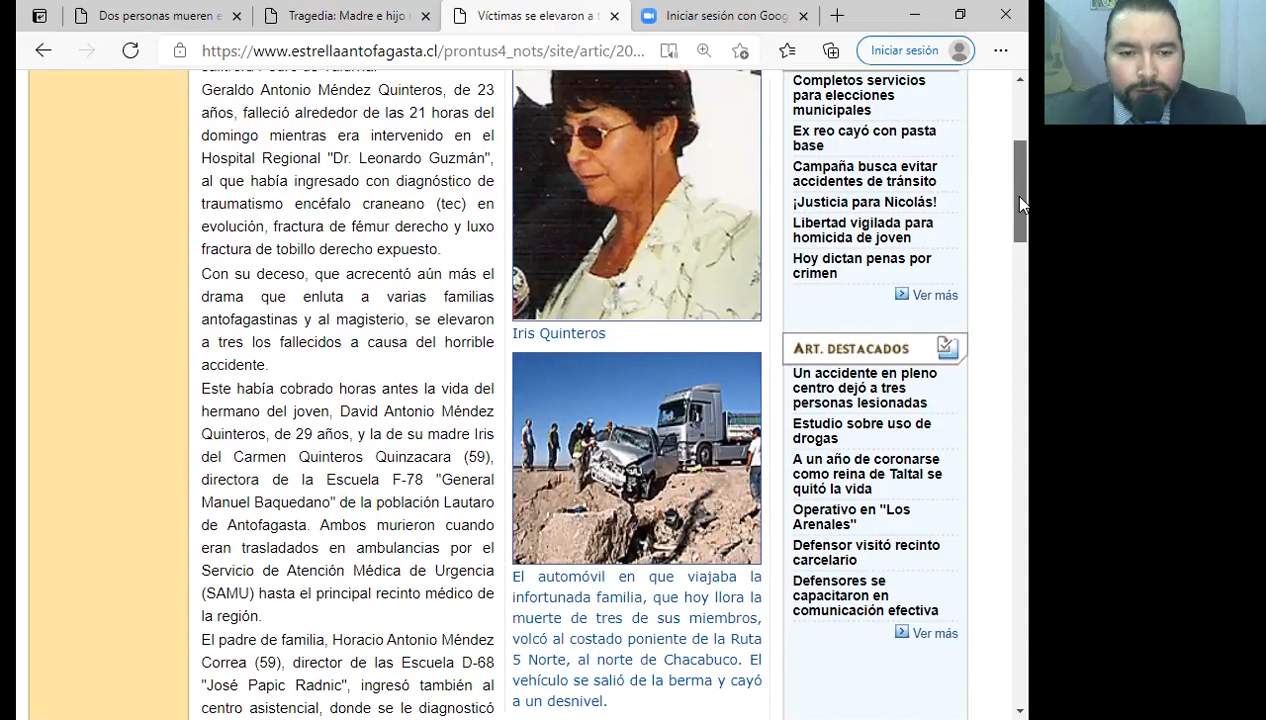 Dos personas mueren e
Tragedia: Madre e hijo
Víctimas se elevaron a t
Iniciar sesión con Goog
https://www.estrellaantofagasta.cl/prontus4_nots/site/artic/20...
Iniciar sesión
Geraldo Antonio Méndez Quinteros, de 23
años, falleció alrededor de las 21 horas del
domingo mientras era intervenido en el
Hospital Regional "Dr. Leonardo Guzmán",
al que había ingresado con diagnóstico de
traumatismo encéfalo craneano (tec) en
evolución, fractura de fémur derecho y luxo
fractura de tobillo derecho expuesto.
Con su deceso, que acrecentó aún más el
drama que enluta a varias familias
antofagastinas y al magisterio, se elevaron
a tres los fallecidos a causa del horrible
accidente.
Este había cobrado horas antes la vida del
hermano del joven, David Antonio Méndez
Quinteros, de 29 años, y la de su madre Iris
del Carmen Quinteros Quinzacara (59),
directora de la Escuela F-78 "General
Manuel Baquedano" de la población Lautaro
de Antofagasta. Ambos murieron cuando
eran trasladados en ambulancias por el
Servicio de Atención Médica de Urgencia
(SAMU) hasta el principal recinto médico de
la región.
El padre de familia, Horacio Antonio Méndez
Correa (59), director de las Escuela D-68
"José Papic Radnic", ingresó también al
centro asistencial, donde se le diagnosticó
Iris Quinteros
El automóvil en que viajaba la
infortunada familia, que hoy llora la
muerte de tres de sus miembros,
volcó al costado poniente de la Ruta
5 Norte, al norte de Chacabuco. El
vehículo se salió de la berma y cayó
a un desnivel.
Completos servicios
para elecciones
municipales
Ex reo cayó con pasta
base
Campaña busca evitar
accidentes de tránsito
¡Justicia para Nicolás!
Libertad vigilada para
homicida de joven
Hoy dictan penas por
crimen
Ver más
ART. DESTACADOS
Un accidente en pleno
centro dejó a tres
personas lesionadas
Estudio sobre uso de
drogas
A un año de coronarse
como reina de Taltal se
quitó la vida
Operativo en "Los
Arenales"
Defensor visitó recinto
carcelario
Defensores se
capacitaron en
comunicación efectiva
Ver más